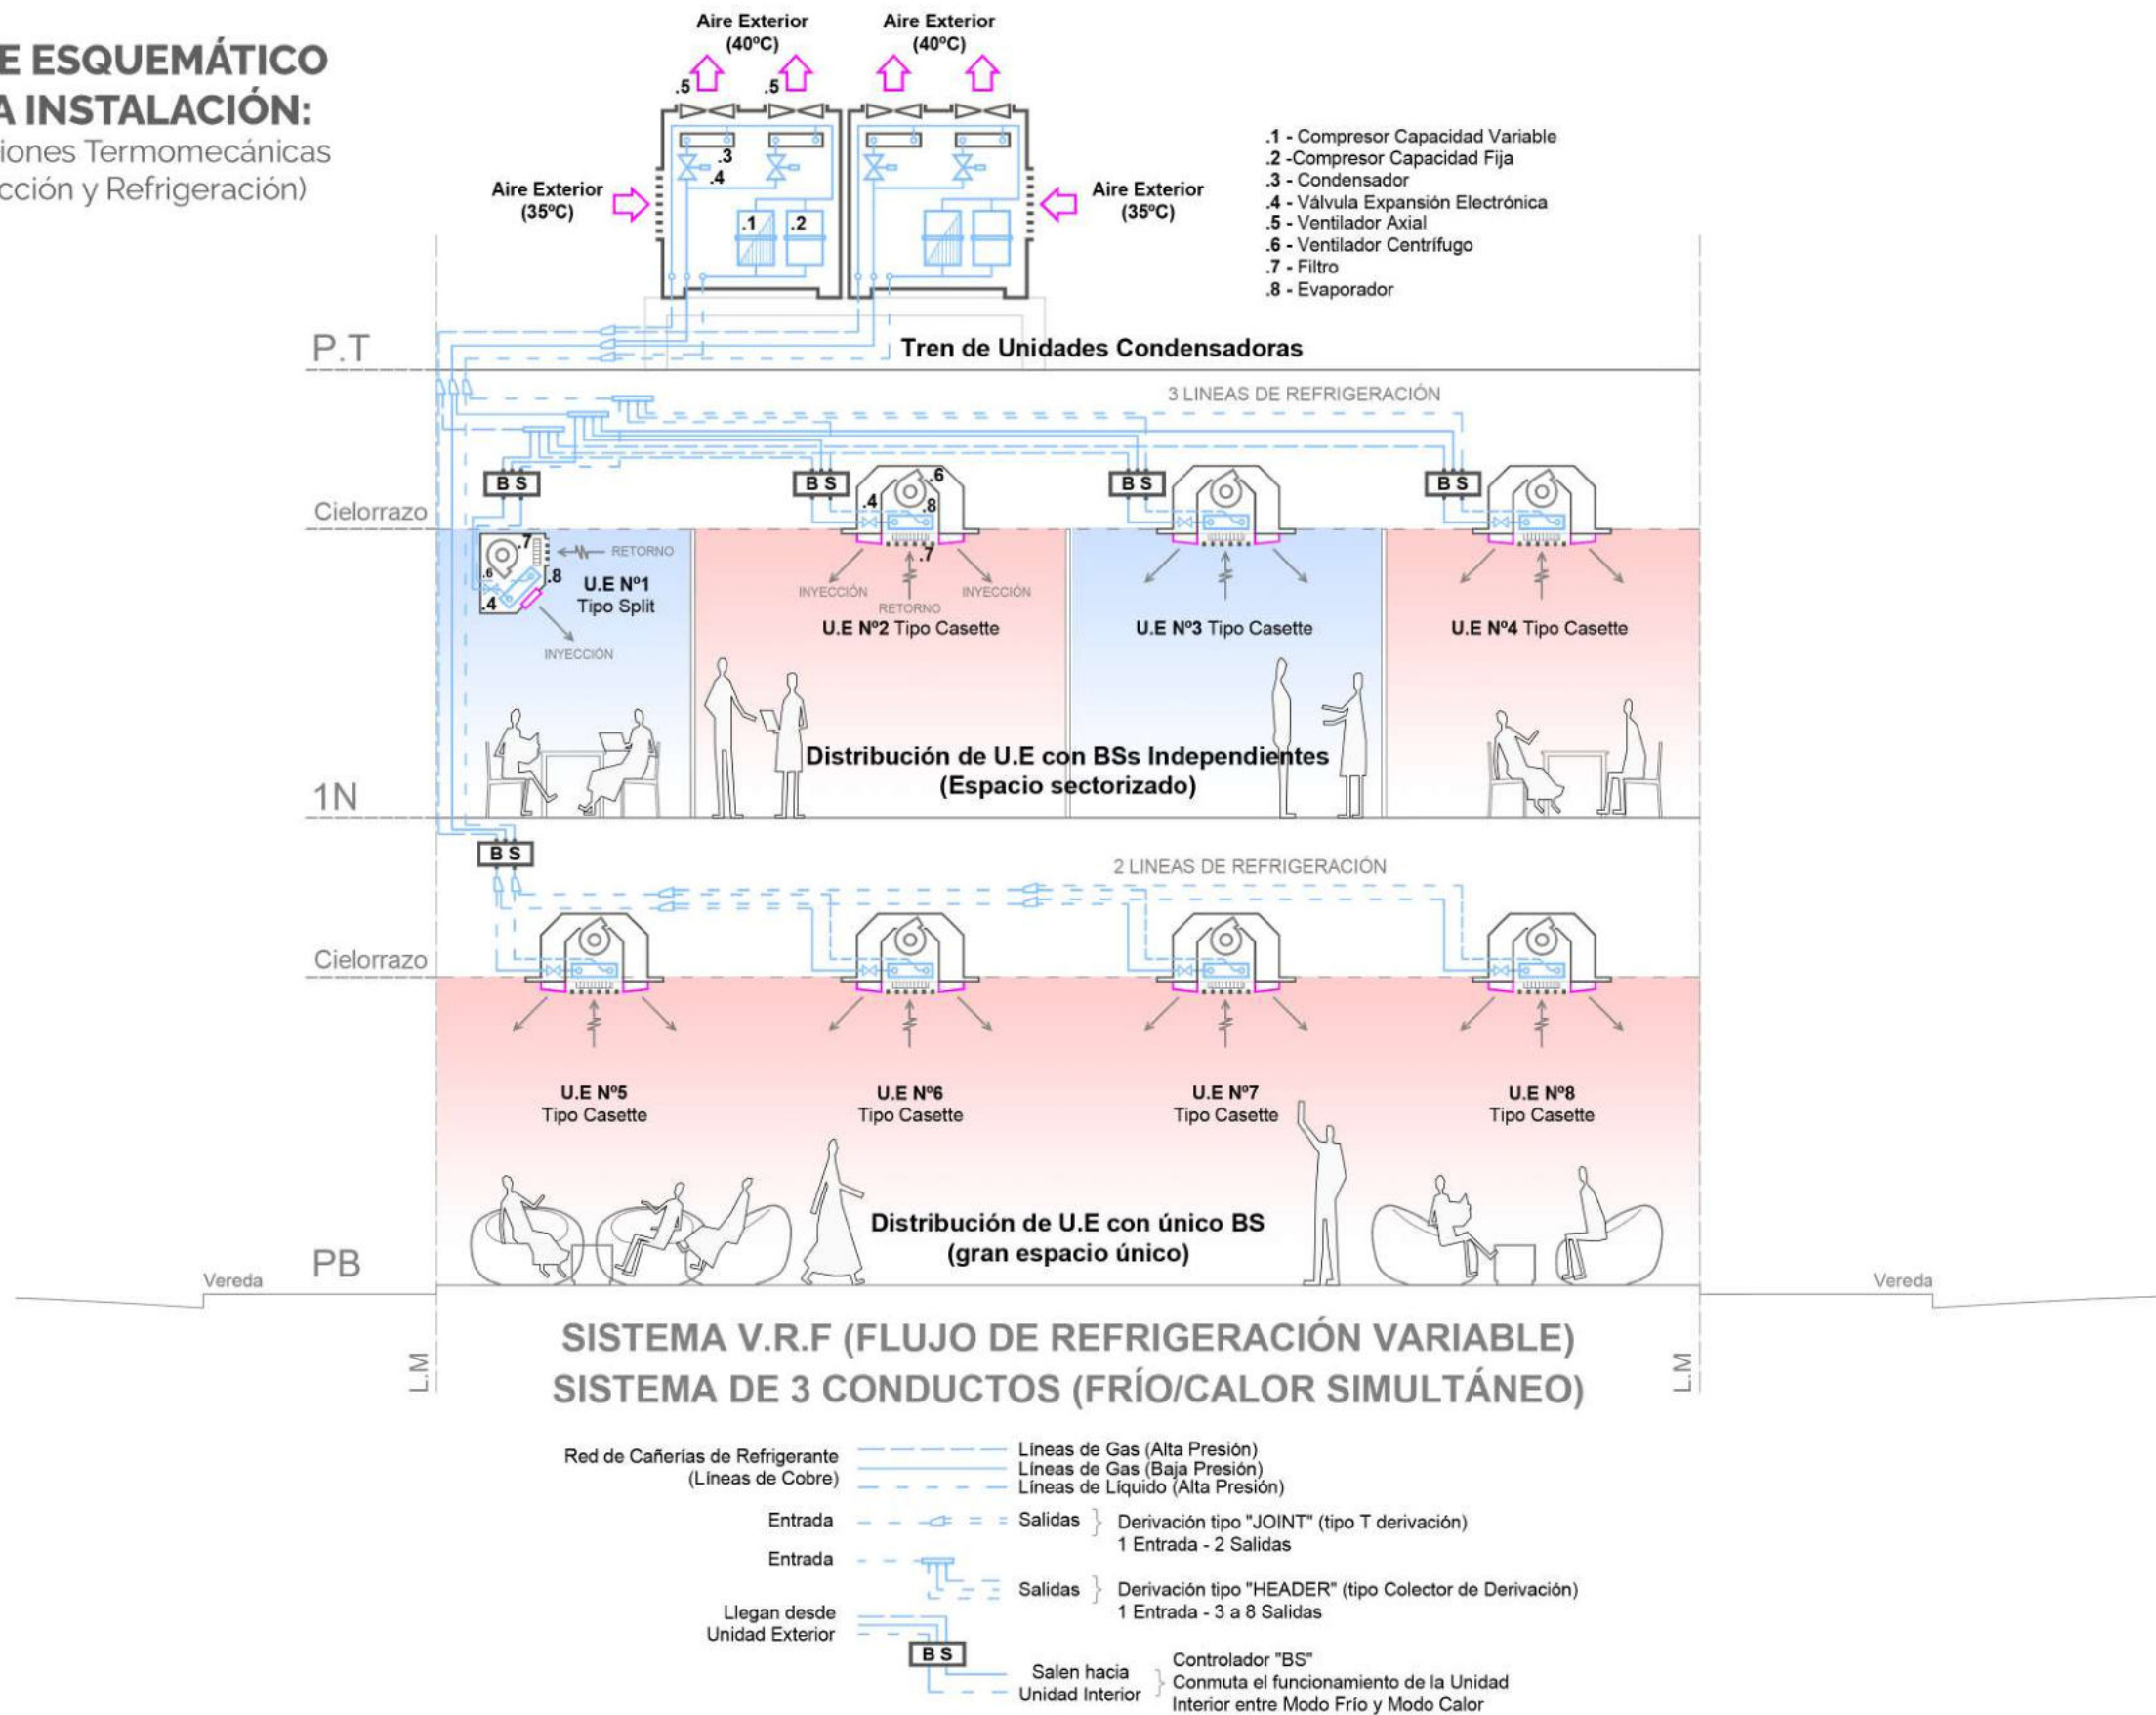 E ESQUEMÁTICO
A INSTALACIÓN:
iones Termomecánicas
cción y Refrigeración)
Aire Exterior
(40ºC)
Aire Exterior
(40ºC)
.5
.5
.3
.4
.1
.2
Aire Exterior
(35ºC)
Aire Exterior
(35ºC)
.1 - Compresor Capacidad Variable
.2 -Compresor Capacidad Fija
.3 - Condensador
.4 - Válvula Expansión Electrónica
.5 - Ventilador Axial
.6 - Ventilador Centrífugo
.7 - Filtro
.8 - Evaporador
P.T
Tren de Unidades Condensadoras
3 LINEAS DE REFRIGERACIÓN
B S
B S
B S
B S
.6
.4
.8
Cielorrazo
.7
RETORNO
.7
.6
.8
.4
U.E Nº1
Tipo Split
INYECCIÓN
INYECCIÓN
INYECCIÓN
RETORNO
U.E Nº2 Tipo Casette
U.E Nº3 Tipo Casette
U.E Nº4 Tipo Casette
Distribución de U.E con BSs Independientes
(Espacio sectorizado)
1N
B S
2 LINEAS DE REFRIGERACIÓN
Cielorrazo
U.E Nº5
Tipo Casette
U.E Nº6
Tipo Casette
U.E Nº7
Tipo Casette
U.E Nº8
Tipo Casette
Distribución de U.E con único BS
(gran espacio único)
PB
Vereda
Vereda
L.M
L.M
SISTEMA V.R.F (FLUJO DE REFRIGERACIÓN VARIABLE)
SISTEMA DE 3 CONDUCTOS (FRÍO/CALOR SIMULTÁNEO)
Red de Cañerías de Refrigerante
(Líneas de Cobre)
Líneas de Gas (Alta Presión)
Líneas de Gas (Baja Presión)
Líneas de Líquido (Alta Presión)
Entrada
Salidas
Derivación tipo "JOINT" (tipo T derivación)
1 Entrada - 2 Salidas
Entrada
Salidas
Derivación tipo "HEADER" (tipo Colector de Derivación)
1 Entrada - 3 a 8 Salidas
Llegan desde
Unidad Exterior
B S
Salen hacia
Unidad Interior
Controlador "BS"
Conmuta el funcionamiento de la Unidad
Interior entre Modo Frío y Modo Calor